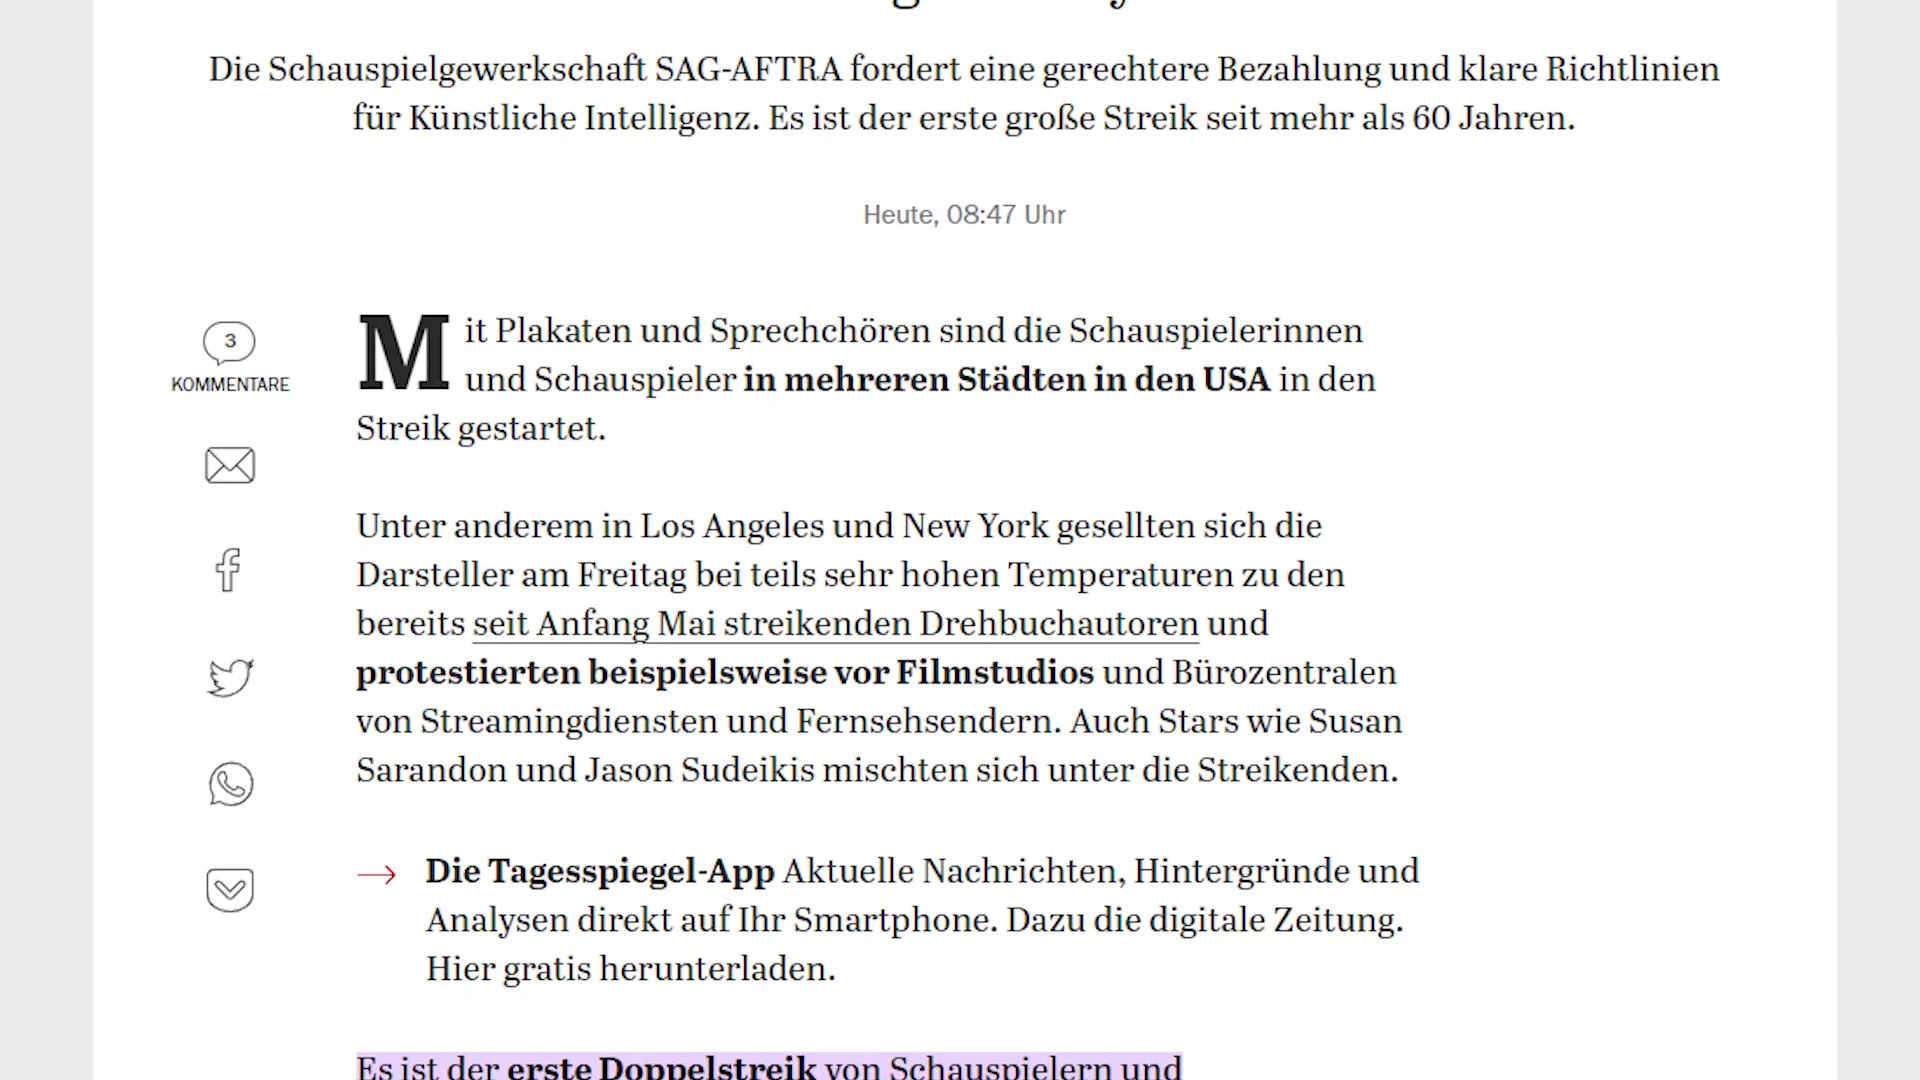 Die Schauspielgewerkschaft SAG-AFTRA fordert eine gerechtere Bezahlung und klare Richtlinien
für Künstliche Intelligenz. Es ist der erste große Streik seit mehr als 60 Jahren.
Heute, 08:47 Uhr
3
KOMMENTARE
Mit Plakaten und Sprechchören sind die Schauspielerinnen
und Schauspieler in mehreren Städten in den USA in den
Streik gestartet.
Unter anderem in Los Angeles und New York gesellten sich die
Darsteller am Freitag bei teils sehr hohen Temperaturen zu den
bereits seit Anfang Mai streikenden Drehbuchautoren und
protestierten beispielsweise vor Filmstudios und Bürozentralen
von Streamingdiensten und Fernsehsendern. Auch Stars wie Susan
Sarandon und Jason Sudeikis mischten sich unter die Streikenden.
Die Tagesspiegel-App Aktuelle Nachrichten, Hintergründe und
Analysen direkt auf Ihr Smartphone. Dazu die digitale Zeitung.
Hier gratis herunterladen.
Es ist der erste Doppelstreik von Schauspielern und